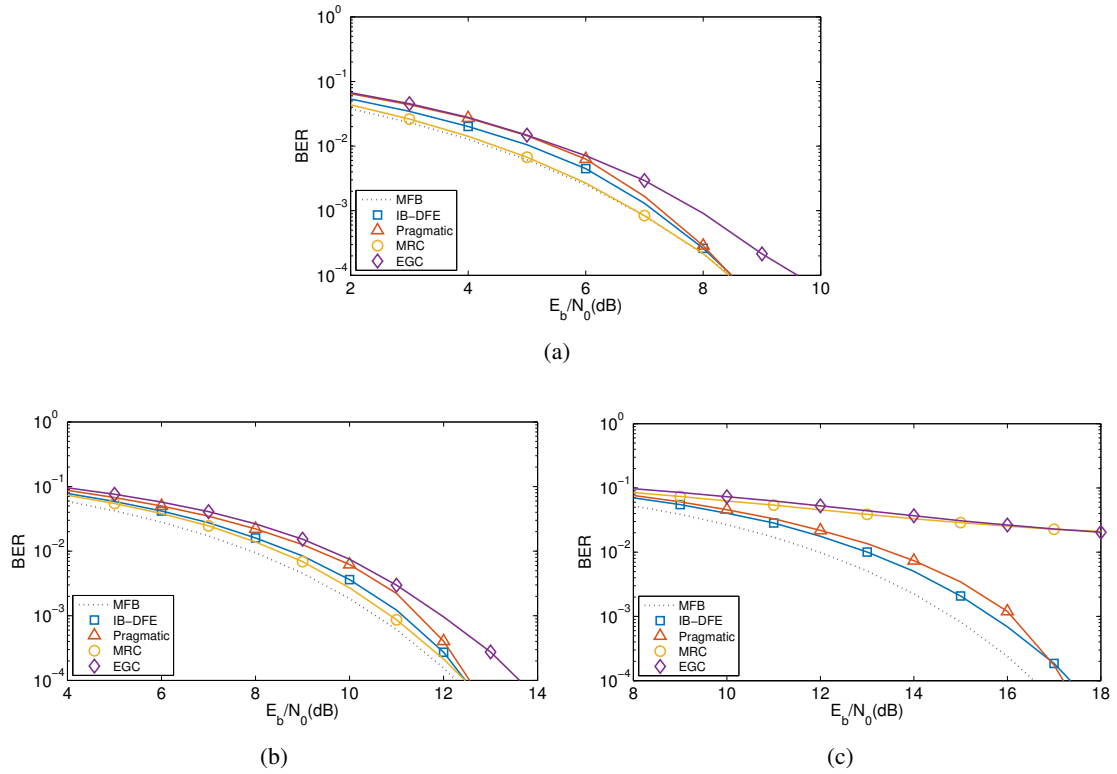 10^0
10^-1
10^-2
10^-3
10^-4
BER
MFB
IB-DFE
Pragmatic
MRC
EGC
2 4 6 8 10
E_b/N_0(dB)
(a)
10^0
10^-1
10^-2
10^-3
10^-4
BER
MFB
IB-DFE
Pragmatic
MRC
EGC
4 6 8 10 12 14
E_b/N_0(dB)
(b)
10^0
10^-1
10^-2
10^-3
10^-4
BER
MFB
IB-DFE
Pragmatic
MRC
EGC
8 10 12 14 16 18
E_b/N_0(dB)
(c)